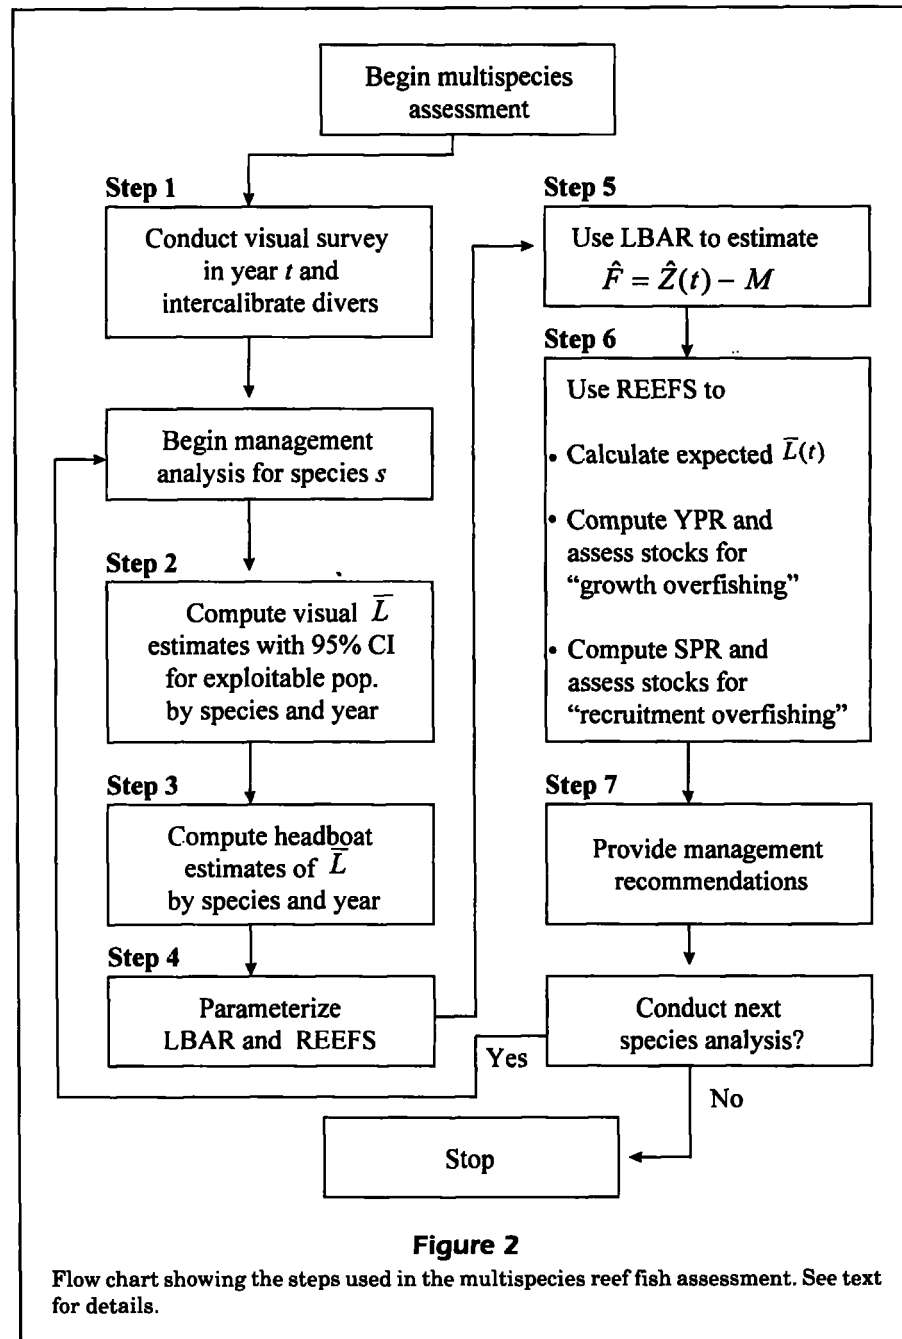 Begin multispecies
assessment
Step 1
Conduct visual survey
in year t and
intercalibrate divers
Begin management
analysis for species s
Step 2
Compute visual L̅
estimates with 95% CI
for exploitable pop.
by species and year
Step 3
Compute headboat
estimates of L̅
by species and year
Step 4
Parameterize
LBAR and REEFS
Step 5
Use LBAR to estimate
F̂ = Ẑ(t) − M
Step 6
Use REEFS to
• Calculate expected L̅(t)
• Compute YPR and
assess stocks for
“growth overfishing”
• Compute SPR and
assess stocks for
“recruitment overfishing”
Step 7
Provide management
recommendations
Conduct next
species analysis?
Yes
No
Stop
Figure 2
Flow chart showing the steps used in the multispecies reef fish assessment. See text
for details.